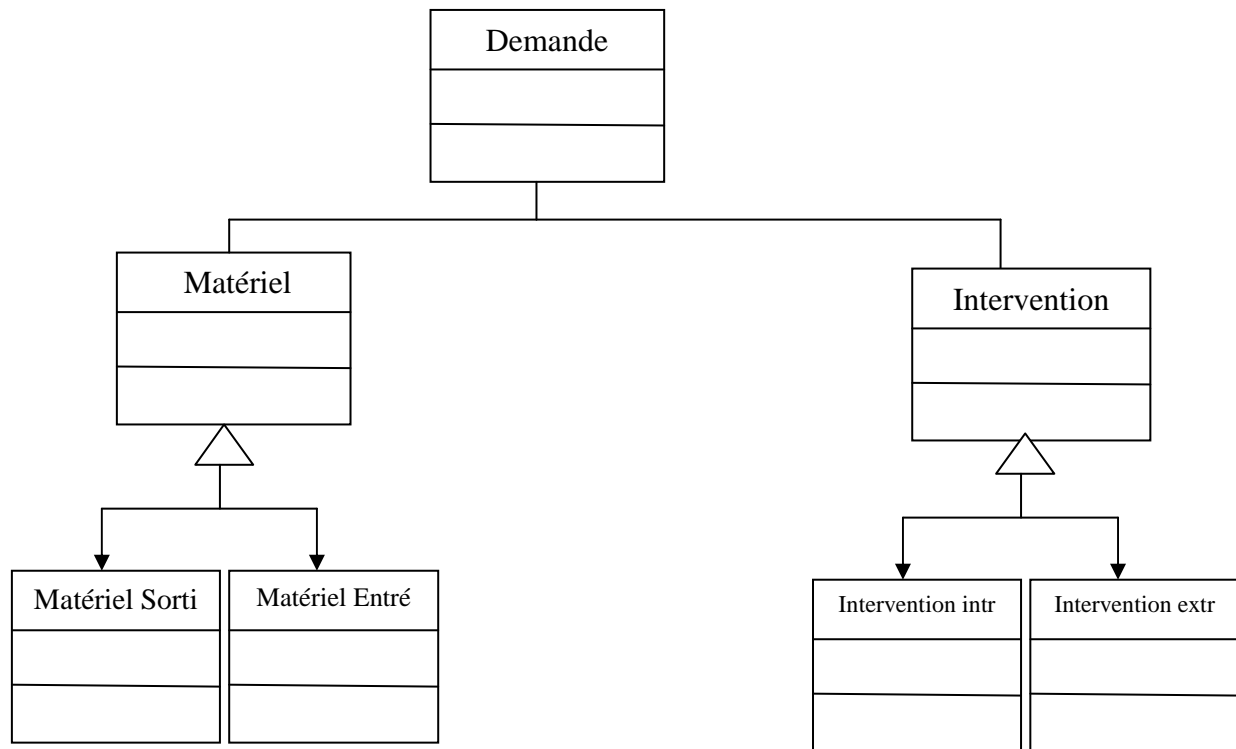 Demande
Matériel
Intervention
Matériel Sorti
Matériel Entré
Intervention intr
Intervention extr